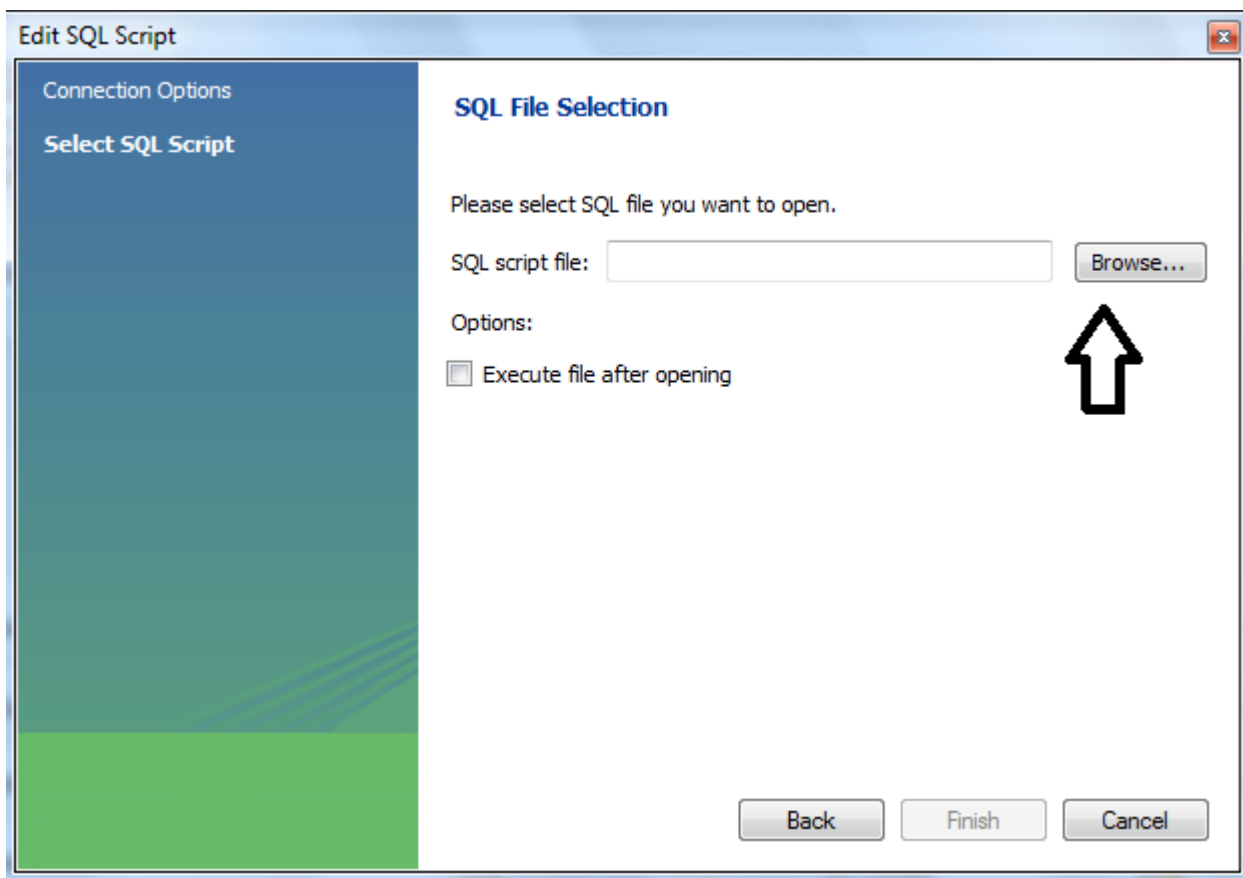 Edit SQL Script
Connection Options
Select SQL Script
SQL File Selection
Please select SQL file you want to open.
SQL script file:
Browse...
Options:
Execute file after opening
Back
Finish
Cancel